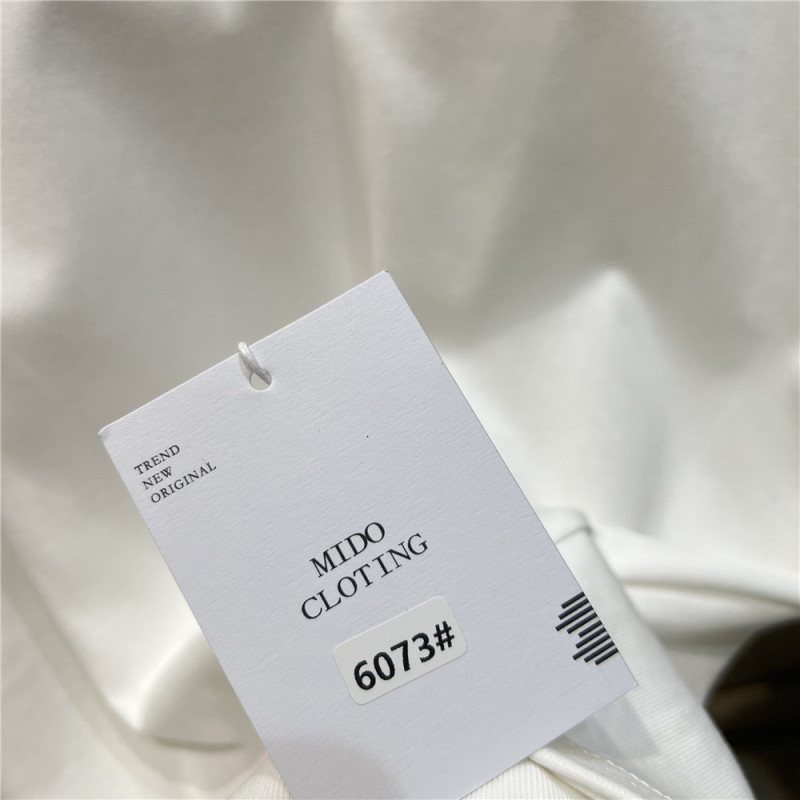 TREND
NEW
ORIGINAL
MIDO
CLOTING
6073#